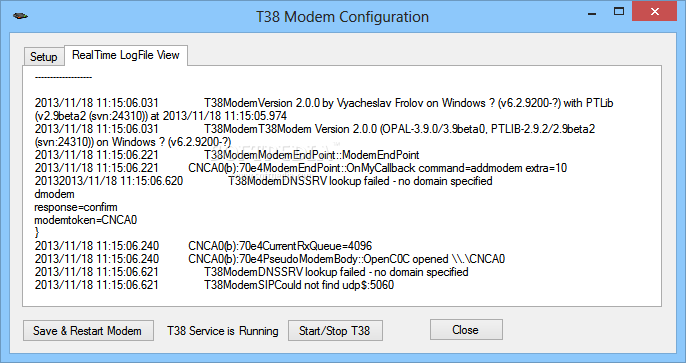 T38 Modem Configuration
Setup
RealTime LogFile View
-------------------
2013/11/18 11:15:06.031 T38ModemVersion 2.0.0 by Vyacheslav Frolov on Windows ? (v6.2.9200-?) with PTLib
(v2.9beta2 (svn:24310)) at 2013/11/18 11:15:05.974
2013/11/18 11:15:06.031 T38ModemT38Modem Version 2.0.0 (OPAL-3.9.0/3.9beta0, PTLIB-2.9.2/2.9beta2
(svn:24310)) on Windows ? (v6.2.9200-?)
2013/11/18 11:15:06.221 T38ModemModemEndPoint::ModemEndPoint
2013/11/18 11:15:06.221 CNCA0(b):70e4ModemEndPoint::OnMyCallback command=addmodem extra=10
20132013/11/18 11:15:06.620 T38ModemDNSSRV lookup failed - no domain specified
dmodem
response=confirm
modemtoken=CNCA0
}
2013/11/18 11:15:06.240 CNCA0(b):70e4CurrentRxQueue=4096
2013/11/18 11:15:06.240 CNCA0(b):70e4PseudoModemBody::OpenC0C opened \\.\CNCA0
2013/11/18 11:15:06.621 T38ModemDNSSRV lookup failed - no domain specified
2013/11/18 11:15:06.621 T38ModemSIPCould not find udp$:5060
Save & Restart Modem
T38 Service is Running
Start/Stop T38
Close